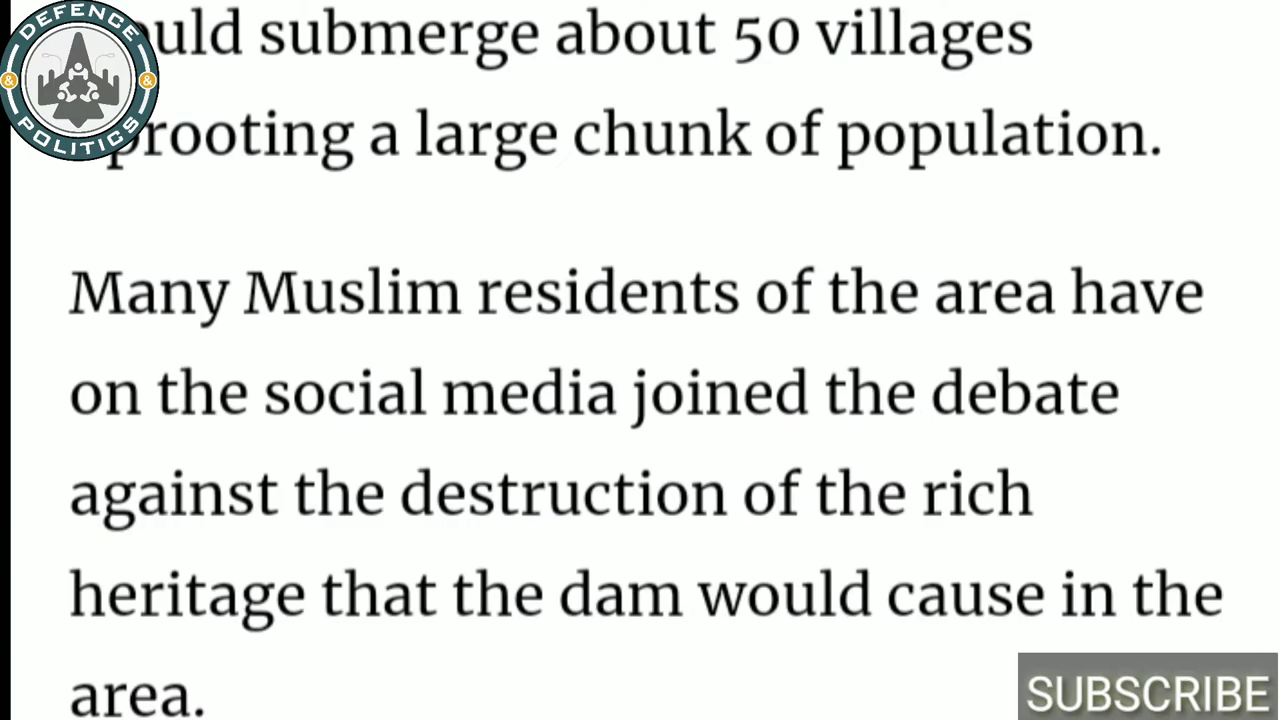 DEFENCE
& &
POLITICS
uld submerge about 50 villages
prooting a large chunk of population.
Many Muslim residents of the area have
on the social media joined the debate
against the destruction of the rich
heritage that the dam would cause in the
area.
SUBSCRIBE